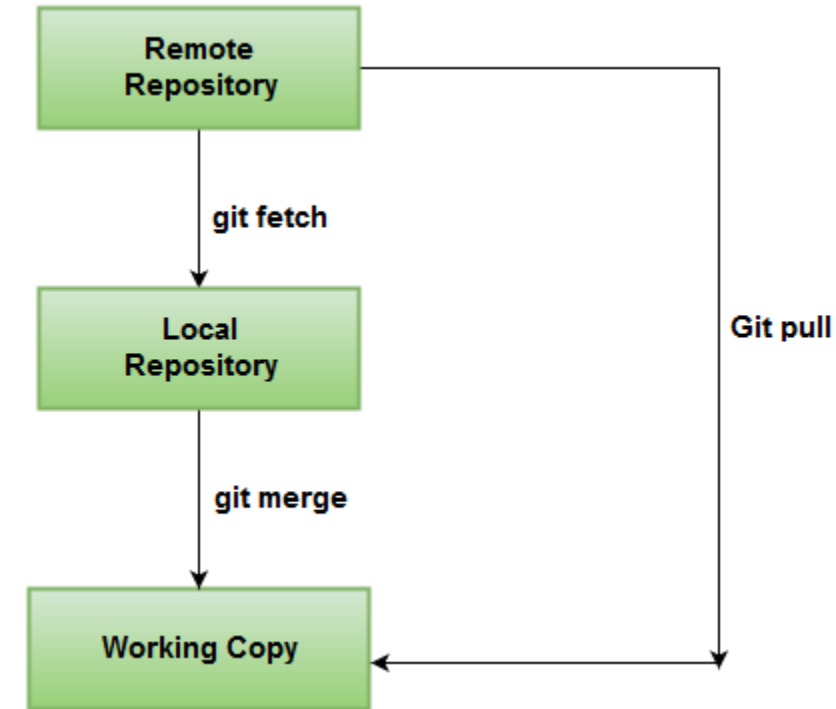 Remote
Repository
git fetch
Local
Repository
Git pull
git merge
Working Copy